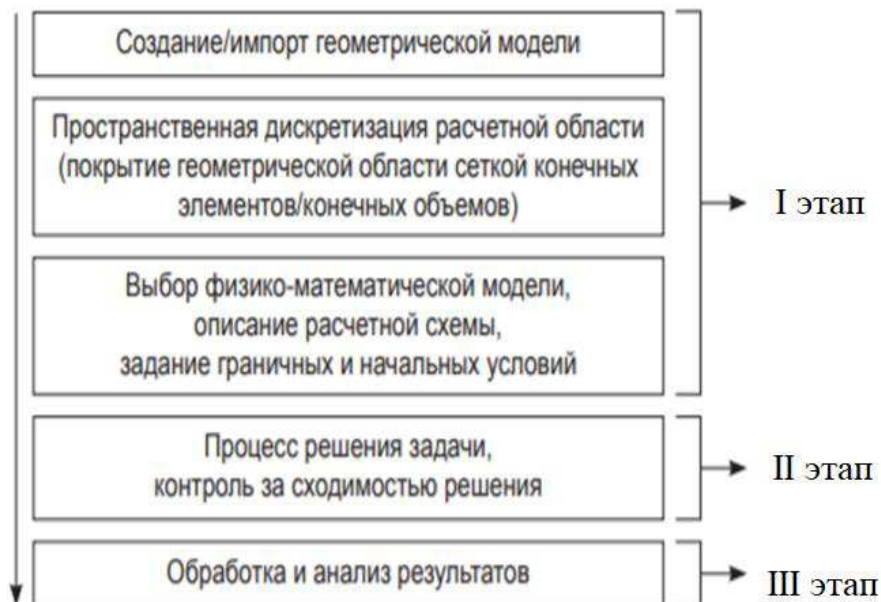 Создание/импорт геометрической модели
Пространственная дискретизация расчетной области
(покрытие геометрической области сеткой конечных
элементов/конечных объемов)
I этап
Выбор физико-математической модели,
описание расчетной схемы,
задание граничных и начальных условий
Процесс решения задачи,
контроль за сходимостью решения
II этап
Обработка и анализ результатов
III этап